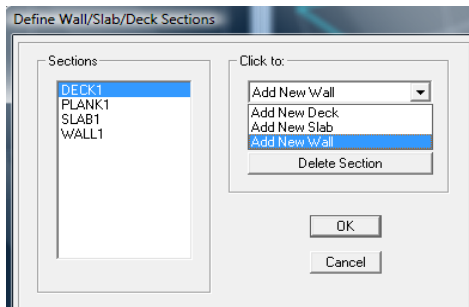 Define Wall/Slab/Deck Sections
Sections
DECK1
PLANK1
SLAB1
WALL1
Click to:
Add New Wall
Add New Deck
Add New Slab
Add New Wall
Delete Section
OK
Cancel